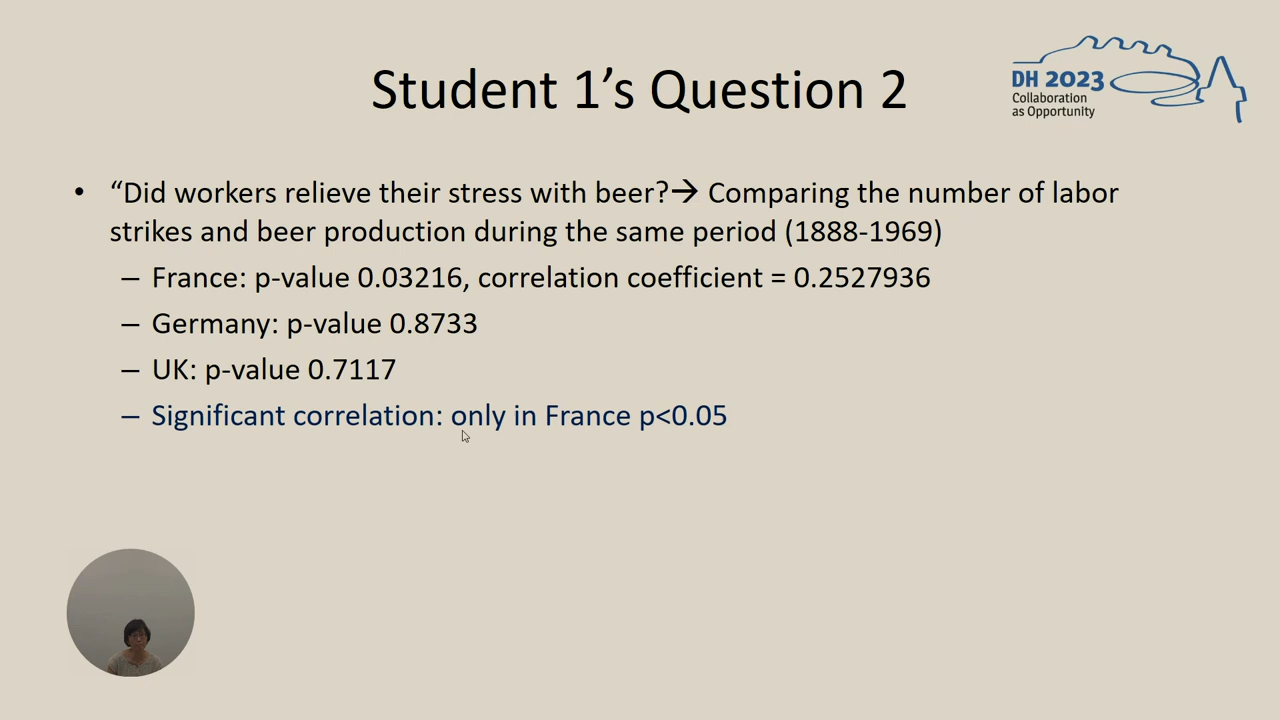 DH 2023
Collaboration
as Opportunity
Student 1’s Question 2
• “Did workers relieve their stress with beer?→ Comparing the number of labor
strikes and beer production during the same period (1888-1969)
– France: p-value 0.03216, correlation coefficient = 0.2527936
– Germany: p-value 0.8733
– UK: p-value 0.7117
– Significant correlation: only in France p<0.05